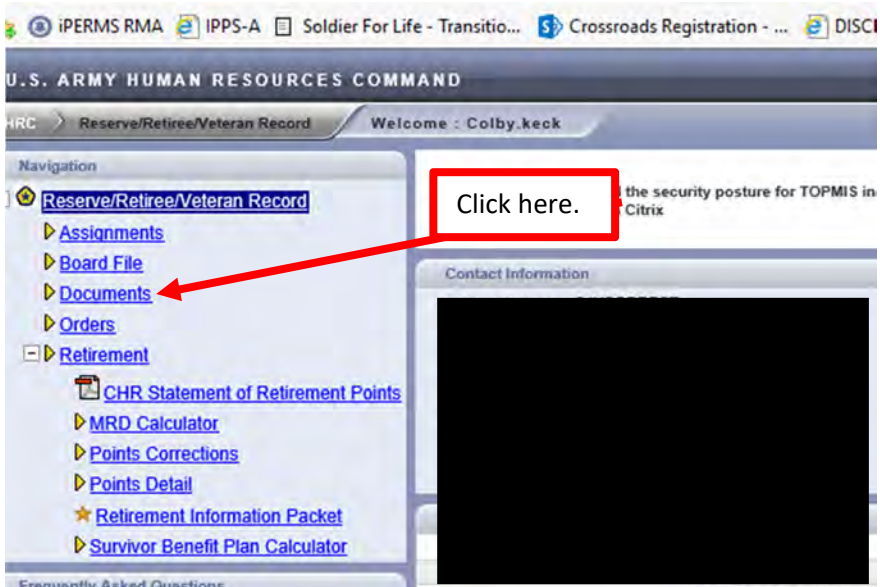 iPERMS RMA IPPS-A Soldier For Life - Transitio... Crossroads Registration - ...
U.S. ARMY HUMAN RESOURCES COMMAND
HRC Reserve/Retiree/Veteran Record Welcome : Colby.keck
Navigation
Reserve/Retiree/Veteran Record
Assignments
Board File
Documents
Orders
Retirement
CHR Statement of Retirement Points
MRD Calculator
Points Corrections
Points Detail
Retirement Information Packet
Survivor Benefit Plan Calculator
Frequently Asked Questions
Click here.
the security posture for TOPMIS
Citrix
Contact Information